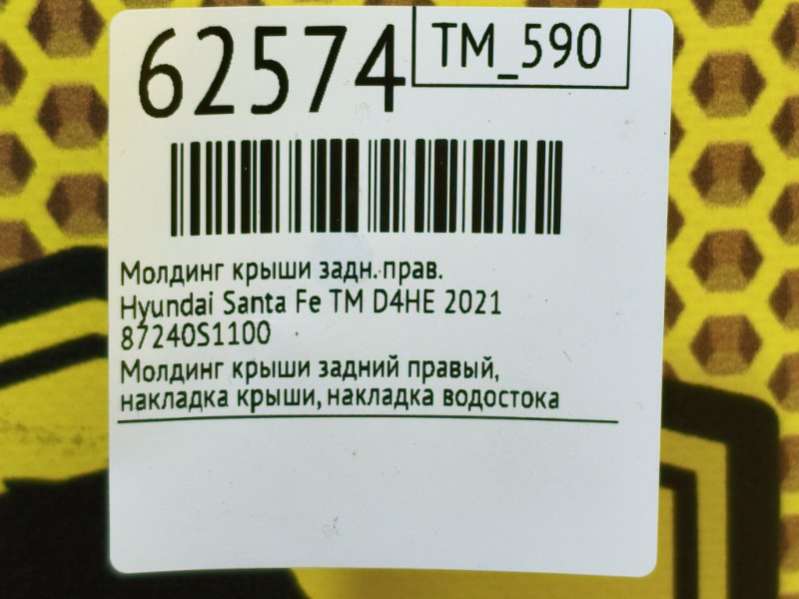 62574
TM_590
Молдинг крыши задн. прав.
Hyundai Santa Fe TM D4HE 2021
87240S1100
Молдинг крыши задний правый,
накладка крыши, накладка водостока